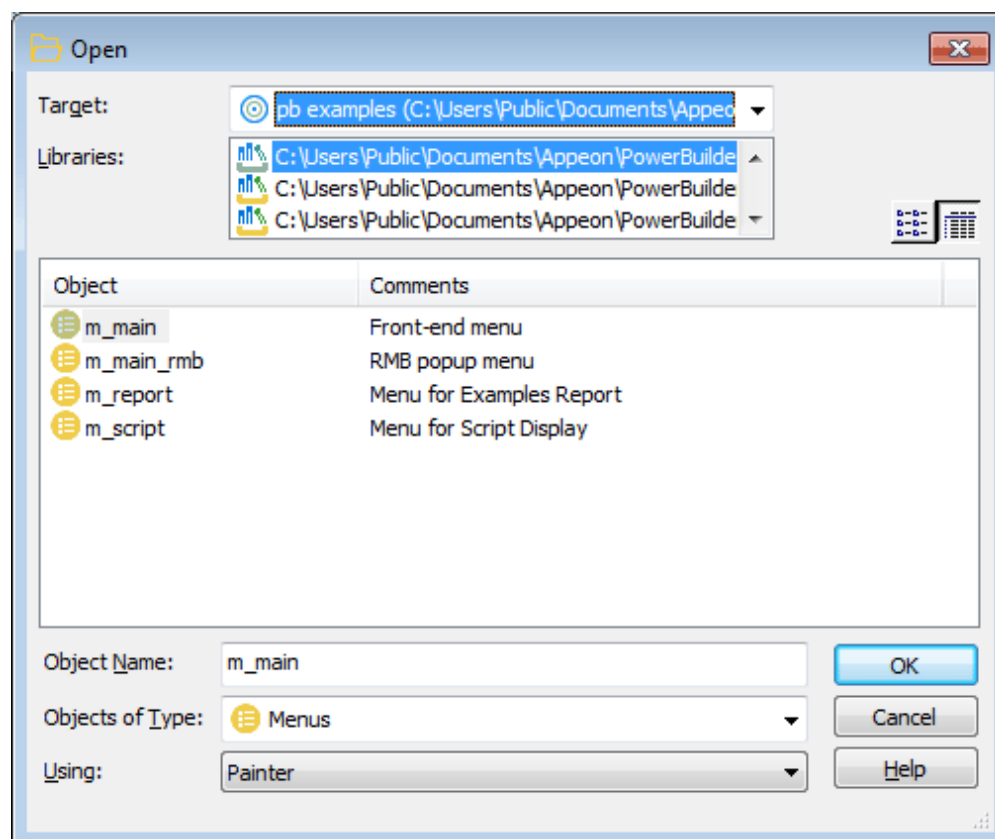 Open
Target:
pb examples (C:\Users\Public\Documents\Appeo
Libraries:
C:\Users\Public\Documents\Appeon\PowerBuilde
C:\Users\Public\Documents\Appeon\PowerBuilde
C:\Users\Public\Documents\Appeon\PowerBuilde
Object Comments
m_main Front-end menu
m_main_rmb RMB popup menu
m_report Menu for Examples Report
m_script Menu for Script Display
Object Name: m_main
OK
Objects of Type: Menus
Cancel
Using: Painter
Help